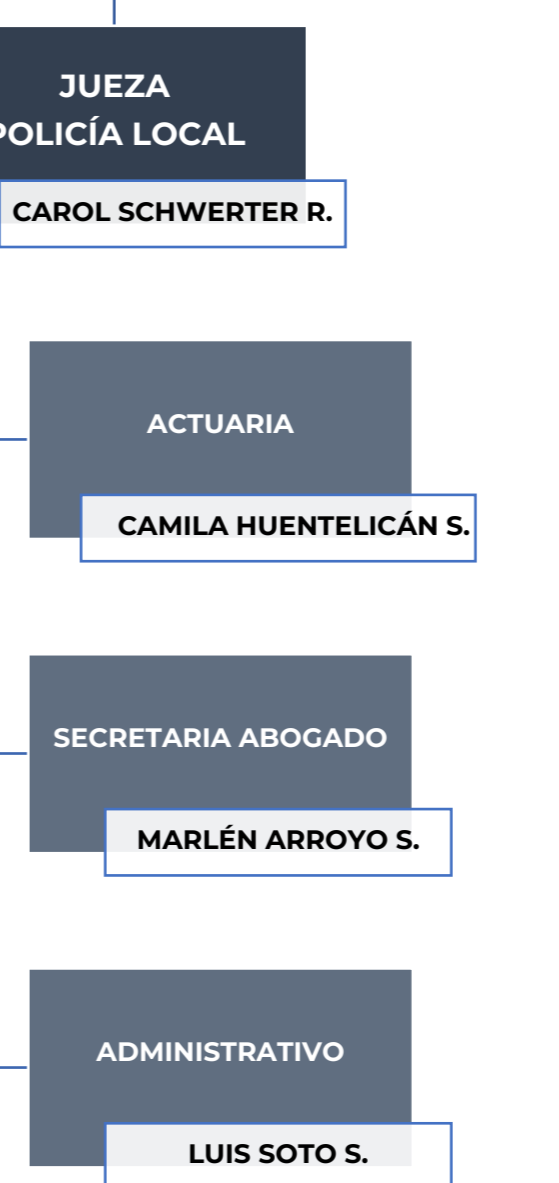 JUEZA
POLICÍA LOCAL
CAROL SCHWERTER R.
ACTUARIA
CAMILA HUENTELICÁN S.
SECRETARIA ABOGADO
MARLÉN ARROYO S.
ADMINISTRATIVO
LUIS SOTO S.